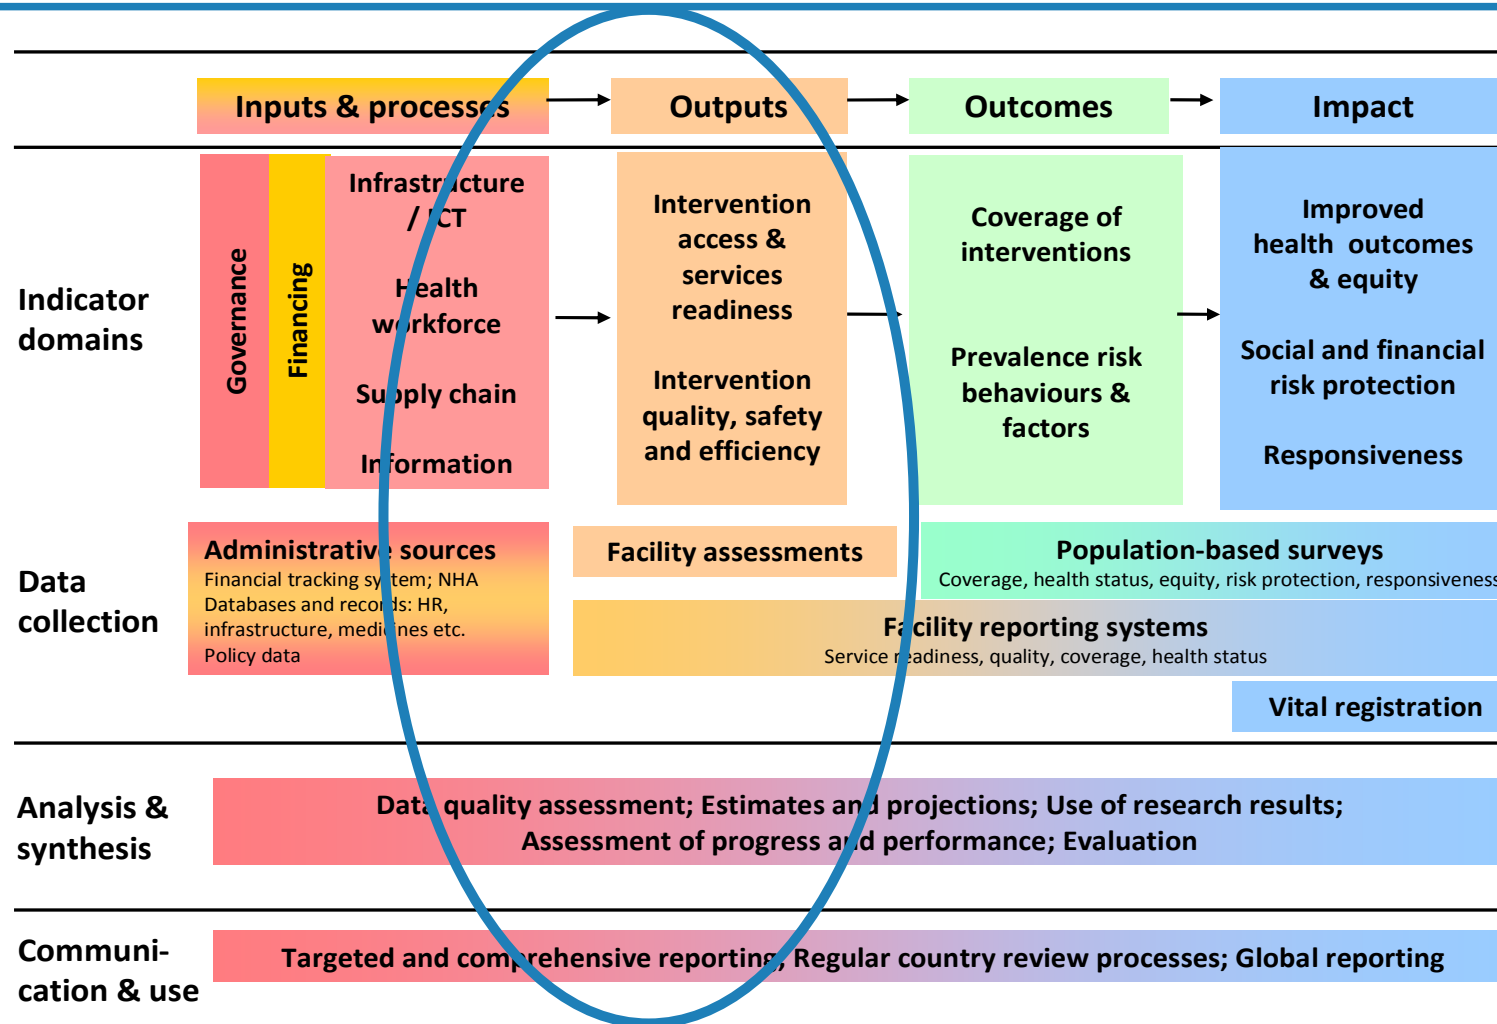 Inputs & processes
Outputs
Outcomes
Impact
Indicator
domains
Governance
Financing
Infrastructure
/ ICT
Health
workforce
Supply chain
Information
Intervention
access &
services
readiness
Intervention
quality, safety
and efficiency
Coverage of
interventions
Prevalence risk
behaviours &
factors
Improved
health outcomes
& equity
Social and financial
risk protection
Responsiveness
Data
collection
Administrative sources
Financial tracking system; NHA
Databases and records: HR,
infrastructure, medicines etc.
Policy data
Facility assessments
Population-based surveys
Coverage, health status, equity, risk protection, responsiveness
Facility reporting systems
Service readiness, quality, coverage, health status
Vital registration
Analysis &
synthesis
Data quality assessment; Estimates and projections; Use of research results;
Assessment of progress and performance; Evaluation
Communi-
cation & use
Targeted and comprehensive reporting; Regular country review processes; Global reporting